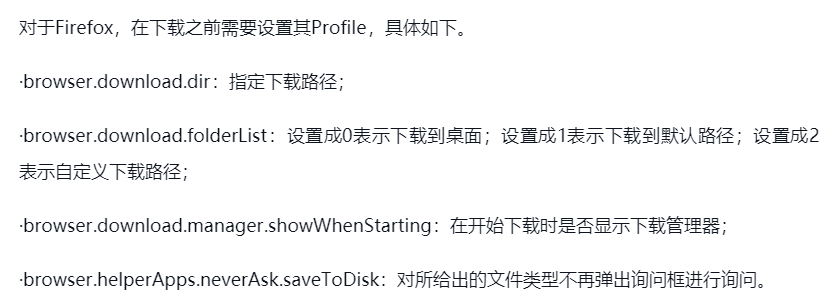 对于Firefox，在下载之前需要设置其Profile，具体如下。
·browser.download.dir：指定下载路径；
·browser.download.folderList：设置成0表示下载到桌面；设置成1表示下载到默认路径；设置成2
表示自定义下载路径；
·browser.download.manager.showWhenStarting：在开始下载时是否显示下载管理器；
·browser.helperApps.neverAsk.saveToDisk：对所给出的文件类型不再弹出询问框进行询问。